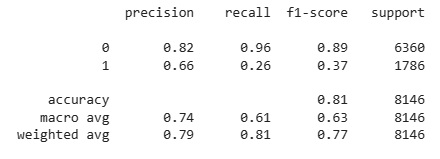 precision recall f1-score support
0 0.82 0.96 0.89 6360
1 0.66 0.26 0.37 1786
accuracy 0.81 8146
macro avg 0.74 0.61 0.63 8146
weighted avg 0.79 0.81 0.77 8146